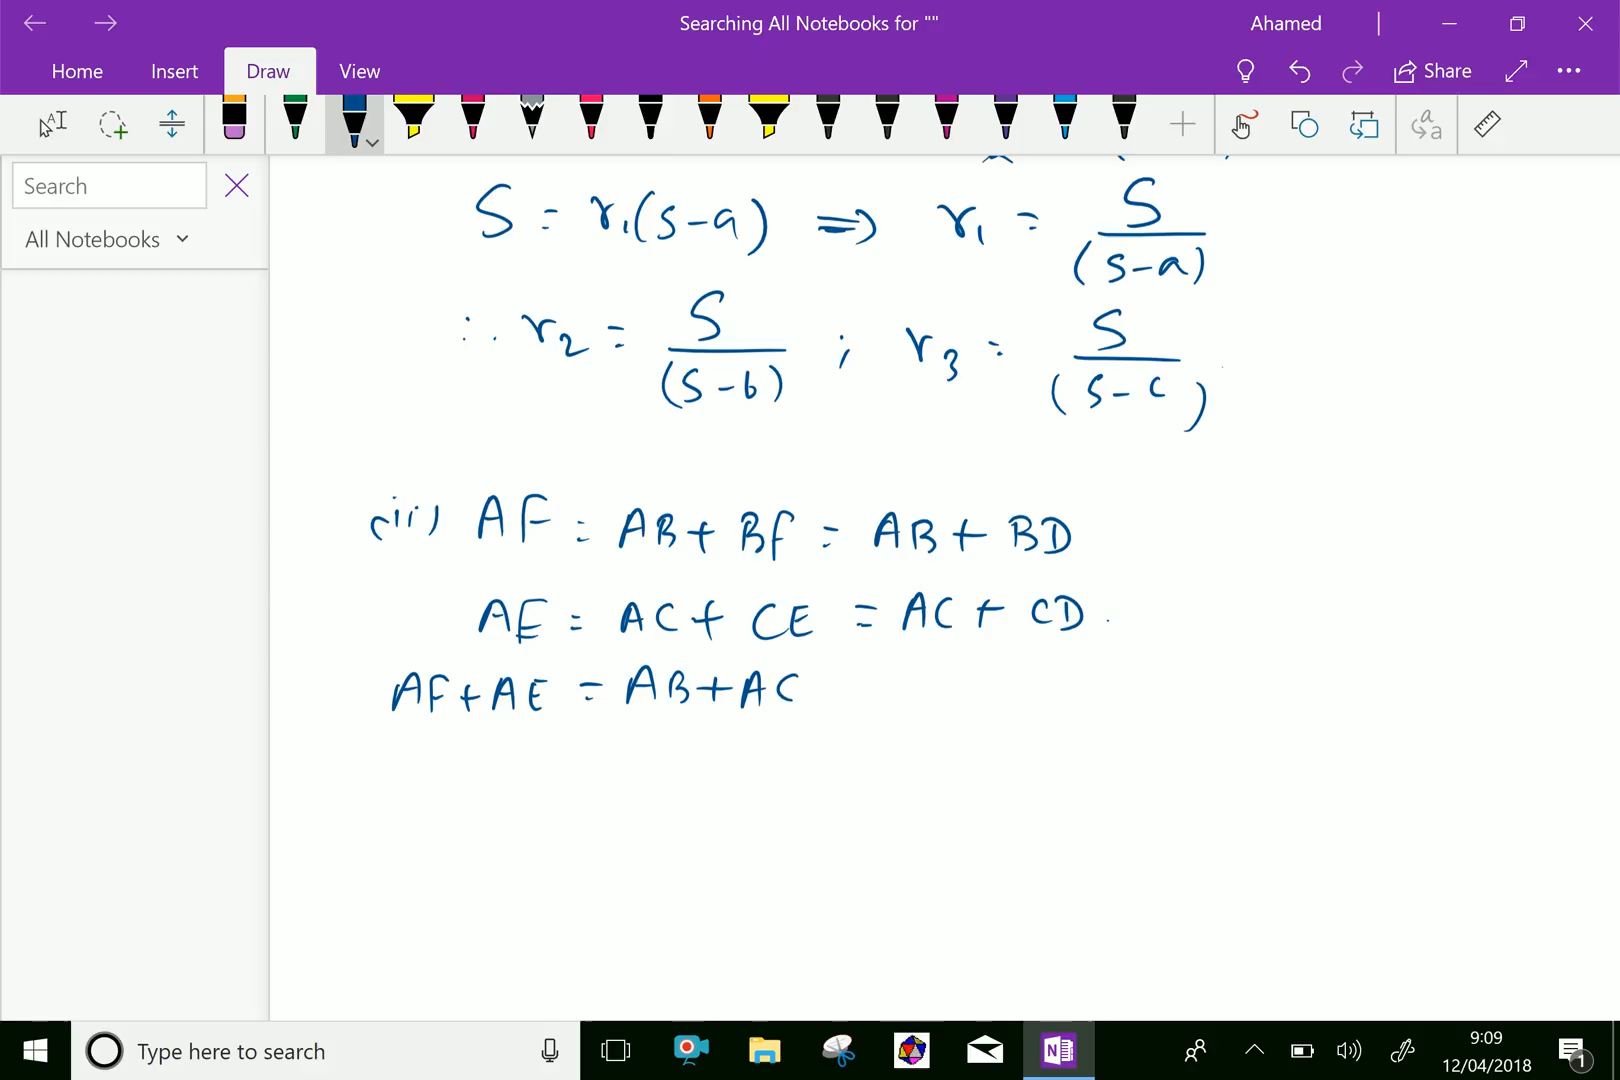 Searching All Notebooks for ""
Ahamed
Home Insert Draw View
Share
Search
All Notebooks
S = r₁(s-a) ⇒ r₁ = S/(s-a)
∴ r₂ = S/(s-b) ; r₃ = S/(s-c)
(iii) AF = AB + BF = AB + BD
AE = AC + CE = AC + CD.
AF + AE = AB + AC
Type here to search
9:09
12/04/2018
1